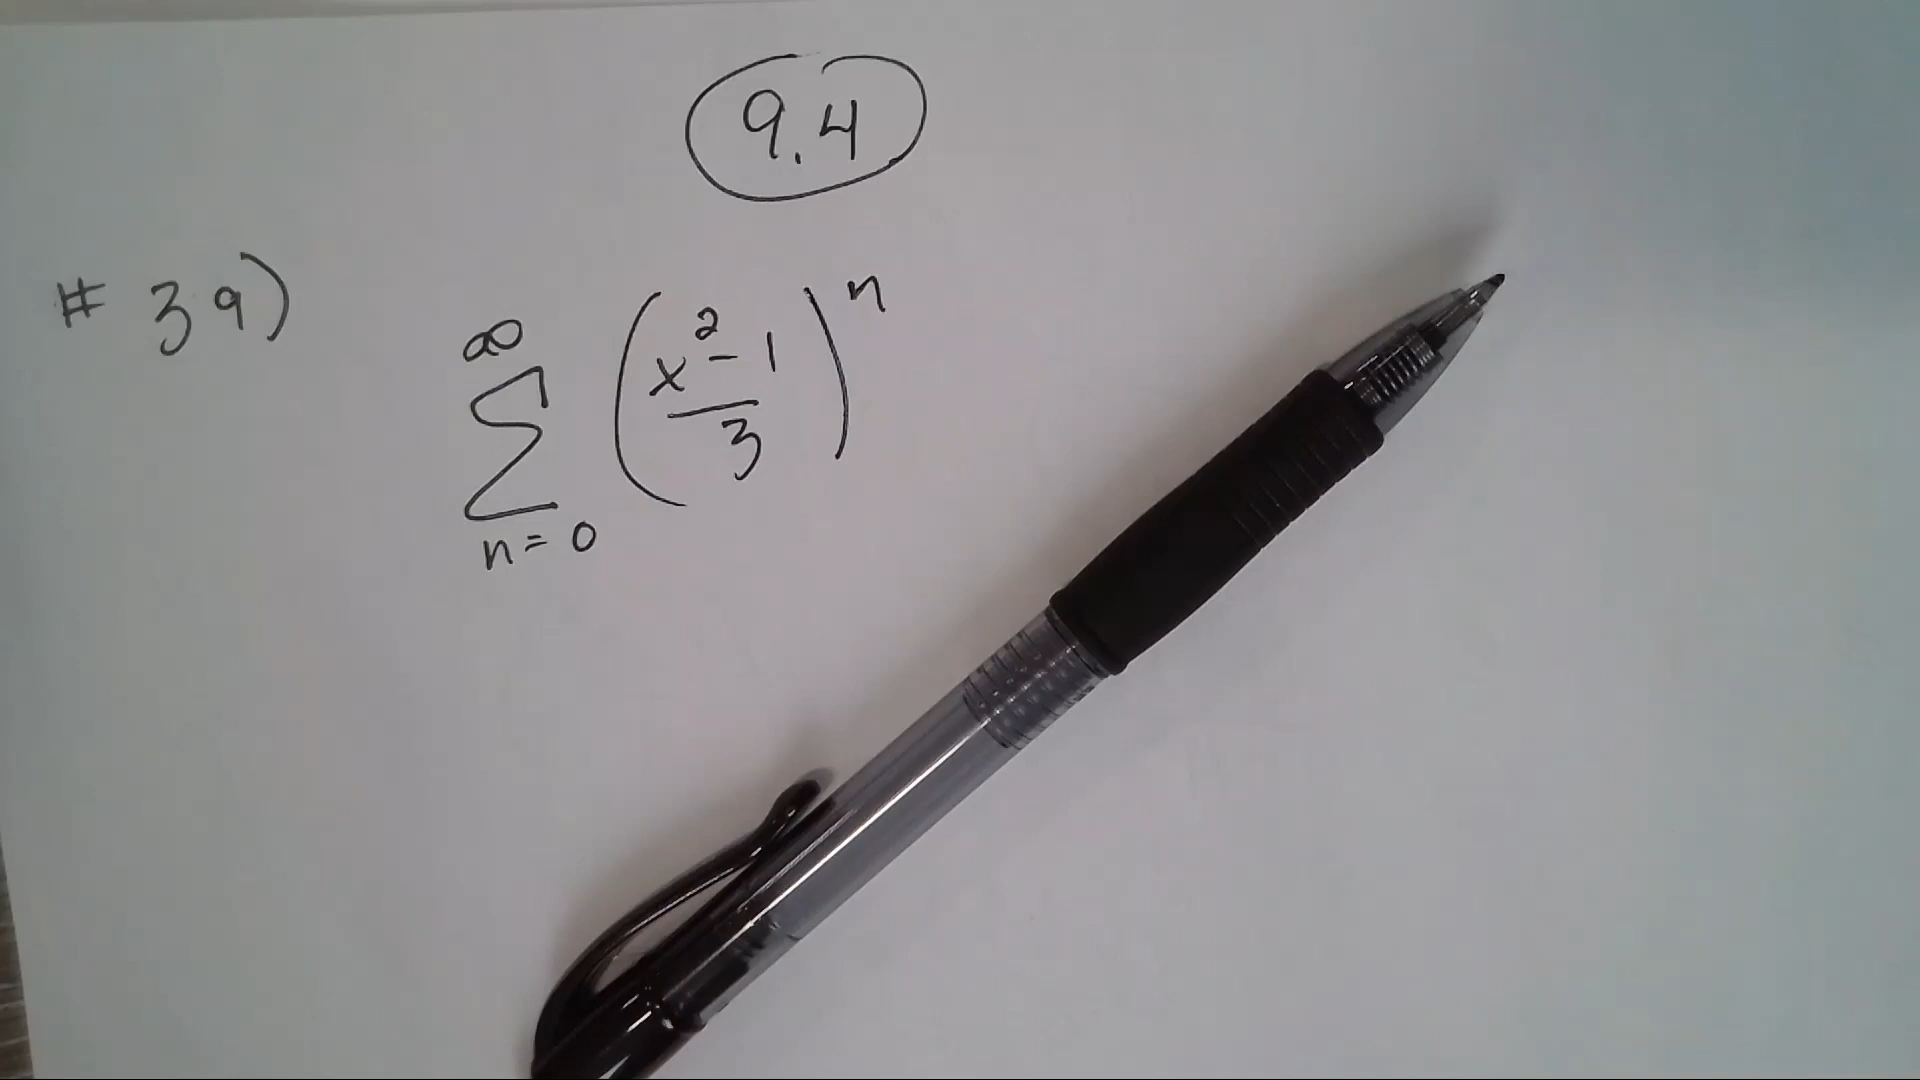 9.4
# 39)
∞
∑ (x² - 1 / 3)ⁿ
n = 0